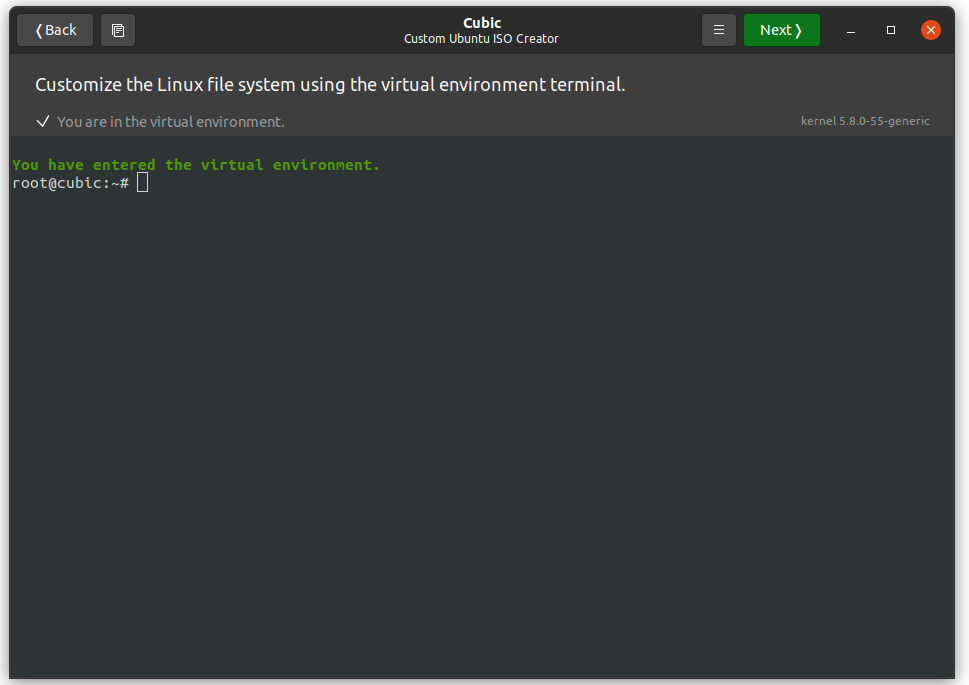 ❬Back
Cubic
Custom Ubuntu ISO Creator
Next❭
Customize the Linux file system using the virtual environment terminal.
You are in the virtual environment.
kernel 5.8.0-55-generic
You have entered the virtual environment.
root@cubic:~#